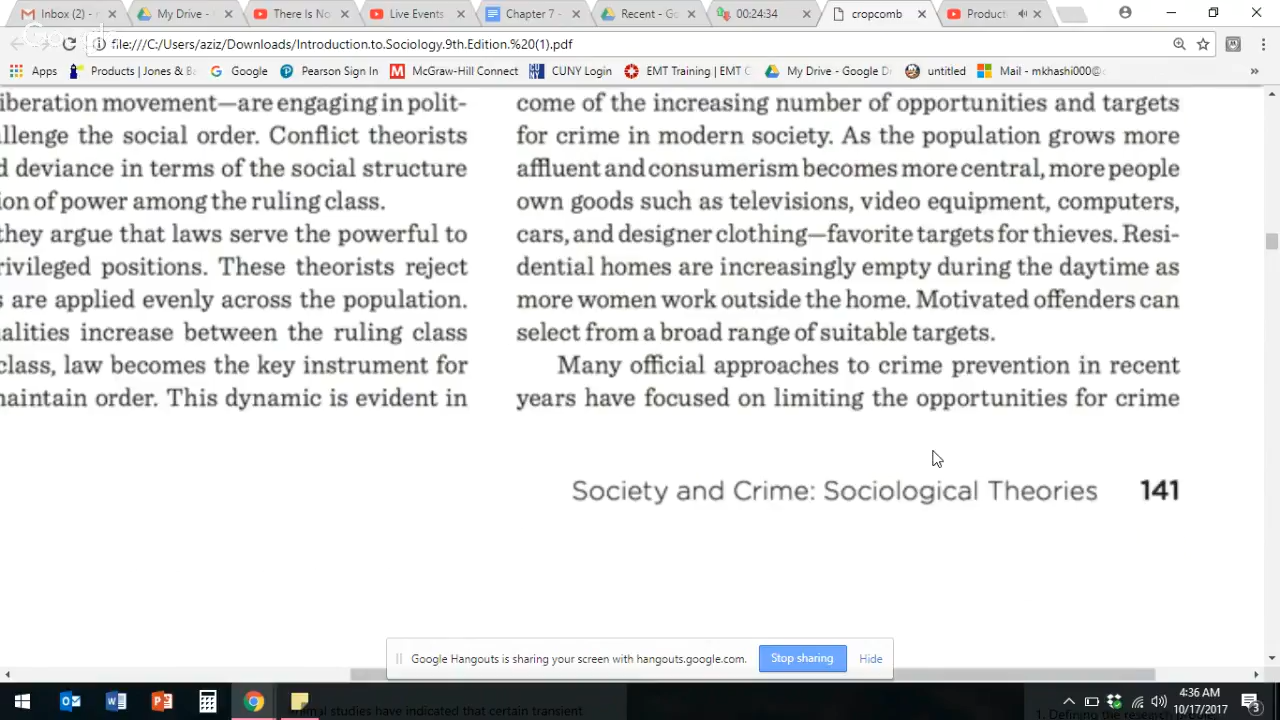 Inbox (2) -
My Drive -
There Is No
Live Events
Chapter 7 -
Recent - Go
00:24:34
cropcomb
Product
file:///C:/Users/aziz/Downloads/Introduction.to.Sociology.9th.Edition.%20(1).pdf
Apps
Products | Jones & Ba
Google
Pearson Sign In
McGraw-Hill Connect
CUNY Login
EMT Training | EMT C
My Drive - Google Dr
untitled
Mail - mkhashi000@c
iberation movement—are engaging in polit-
allenge the social order. Conflict theorists
d deviance in terms of the social structure
ion of power among the ruling class.
they argue that laws serve the powerful to
rivileged positions. These theorists reject
s are applied evenly across the population.
ualities increase between the ruling class
class, law becomes the key instrument for
maintain order. This dynamic is evident in
come of the increasing number of opportunities and targets
for crime in modern society. As the population grows more
affluent and consumerism becomes more central, more people
own goods such as televisions, video equipment, computers,
cars, and designer clothing—favorite targets for thieves. Resi-
dential homes are increasingly empty during the daytime as
more women work outside the home. Motivated offenders can
select from a broad range of suitable targets.
Many official approaches to crime prevention in recent
years have focused on limiting the opportunities for crime
Society and Crime: Sociological Theories 141
Google Hangouts is sharing your screen with hangouts.google.com.
Stop sharing
Hide
4:36 AM
10/17/2017
3
mal studies have indicated that certain transient